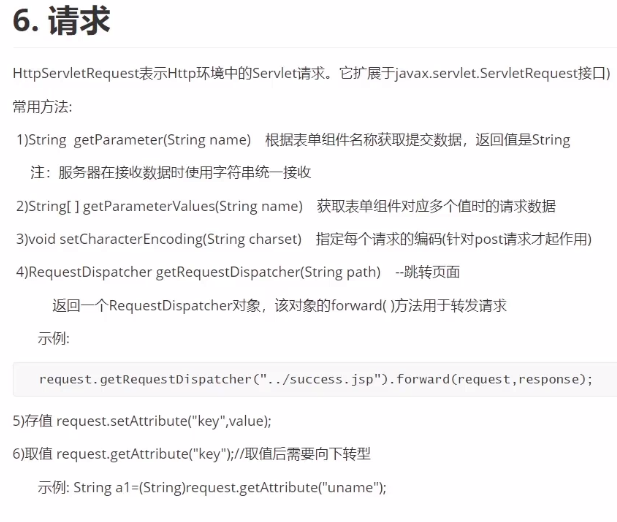 6. 请求
HttpServletRequest表示Http环境中的Servlet请求。它扩展于javax.servlet.ServletRequest接口)
常用方法:
1)String getParameter(String name) 根据表单组件名称获取提交数据，返回值是String
注：服务器在接收数据时使用字符串统一接收
2)String[ ] getParameterValues(String name) 获取表单组件对应多个值时的请求数据
3)void setCharacterEncoding(String charset) 指定每个请求的编码(针对post请求才起作用)
4)RequestDispatcher getRequestDispatcher(String path) --跳转页面
返回一个RequestDispatcher对象，该对象的forward( )方法用于转发请求
示例:
request.getRequestDispatcher("../success.jsp").forward(request,response);
5)存值 request.setAttribute("key",value);
6)取值 request.getAttribute("key");//取值后需要向下转型
示例: String a1=(String)request.getAttribute("uname");